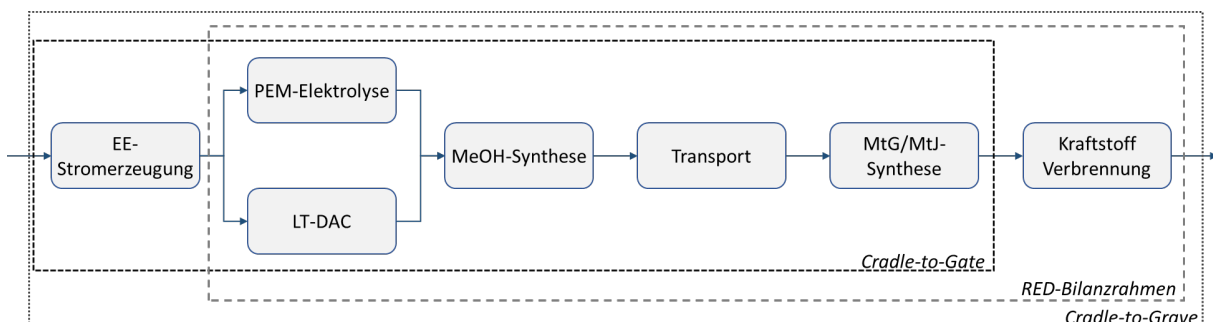 PEM-Elektrolyse
EE-
Stromerzeugung
MeOH-Synthese
Transport
MtG/MtJ-
Synthese
Kraftstoff
Verbrennung
LT-DAC
Cradle-to-Gate
RED-Bilanzrahmen
Cradle-to-Grave